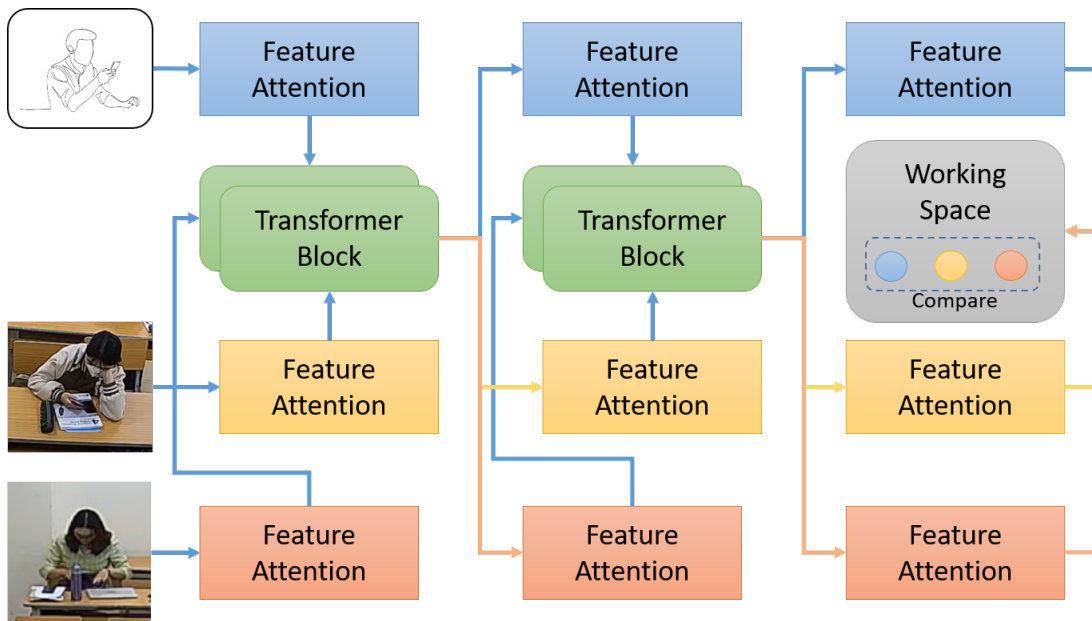 Feature
Attention
Feature
Attention
Feature
Attention
Transformer
Block
Transformer
Block
Working
Space
Compare
Feature
Attention
Feature
Attention
Feature
Attention
Feature
Attention
Feature
Attention
Feature
Attention